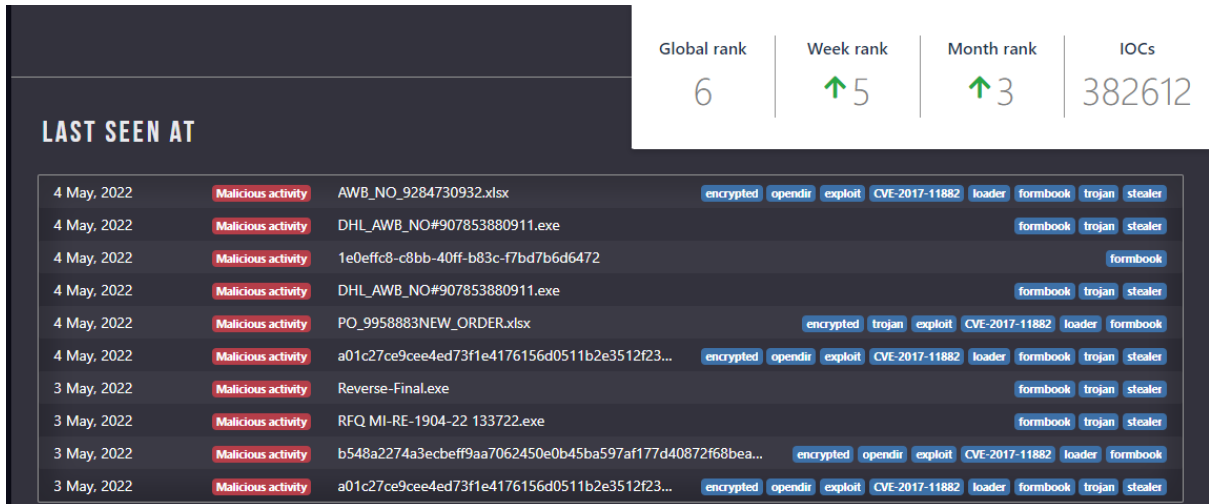 Global rank Week rank Month rank IOCs
6 ↑5 ↑3 382612
LAST SEEN AT
4 May, 2022 Malicious activity AWB_NO_9284730932.xlsx encrypted opendir exploit CVE-2017-11882 loader formbook trojan stealer
4 May, 2022 Malicious activity DHL_AWB_NO#907853880911.exe formbook trojan stealer
4 May, 2022 Malicious activity 1e0effc8-c8bb-40ff-b83c-f7bd7b6d6472 formbook
4 May, 2022 Malicious activity DHL_AWB_NO#907853880911.exe formbook trojan stealer
4 May, 2022 Malicious activity PO_9958883NEW_ORDER.xlsx encrypted trojan exploit CVE-2017-11882 loader formbook
4 May, 2022 Malicious activity a01c27ce9cee4ed73f1e4176156d0511b2e3512f23... encrypted opendir exploit CVE-2017-11882 loader formbook trojan stealer
3 May, 2022 Malicious activity Reverse-Final.exe formbook trojan stealer
3 May, 2022 Malicious activity RFQ MI-RE-1904-22 133722.exe formbook trojan stealer
3 May, 2022 Malicious activity b548a2274a3ecbeff9aa7062450e0b45ba597af177d40872f68bea... encrypted opendir exploit CVE-2017-11882 loader formbook
3 May, 2022 Malicious activity a01c27ce9cee4ed73f1e4176156d0511b2e3512f23... encrypted opendir exploit CVE-2017-11882 loader formbook trojan stealer